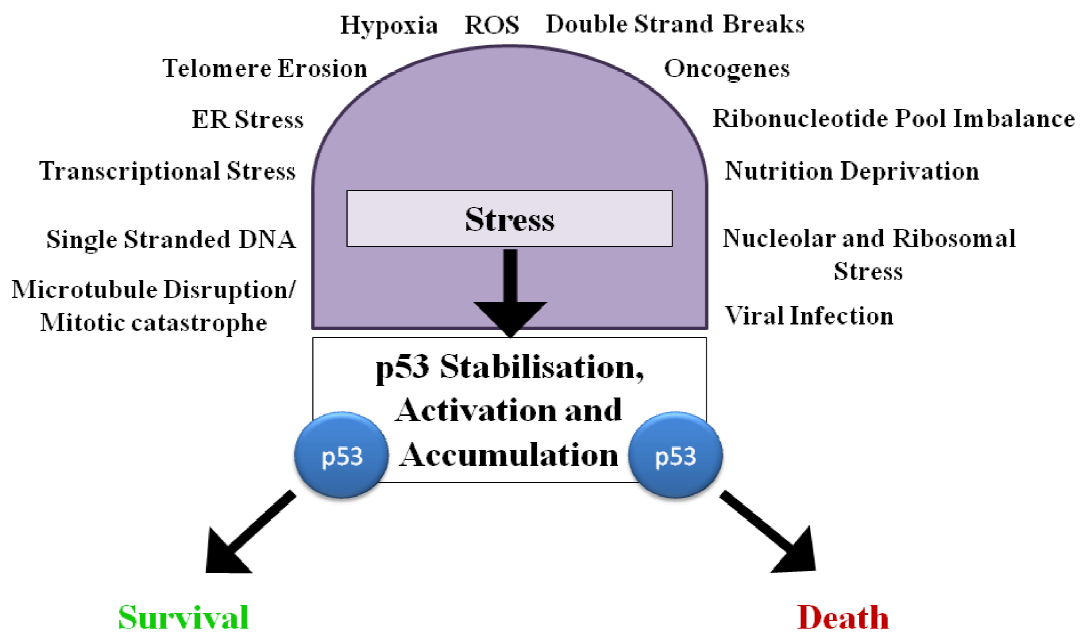 Hypoxia ROS Double Strand Breaks
Telomere Erosion
Oncogenes
ER Stress
Ribonucleotide Pool Imbalance
Transcriptional Stress
Nutrition Deprivation
Stress
Single Stranded DNA
Nucleolar and Ribosomal
Stress
Microtubule Disruption/
Mitotic catastrophe
Viral Infection
p53 Stabilisation,
Activation and
Accumulation
p53
p53
Survival
Death